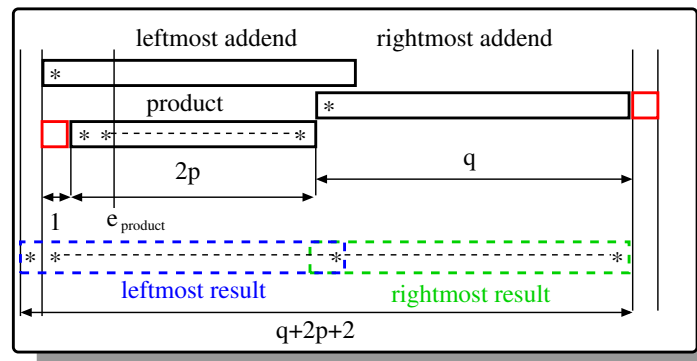 leftmost addend rightmost addend
*
product *
* * *
2p q
1 e product
* * * *
leftmost result rightmost result
q+2p+2